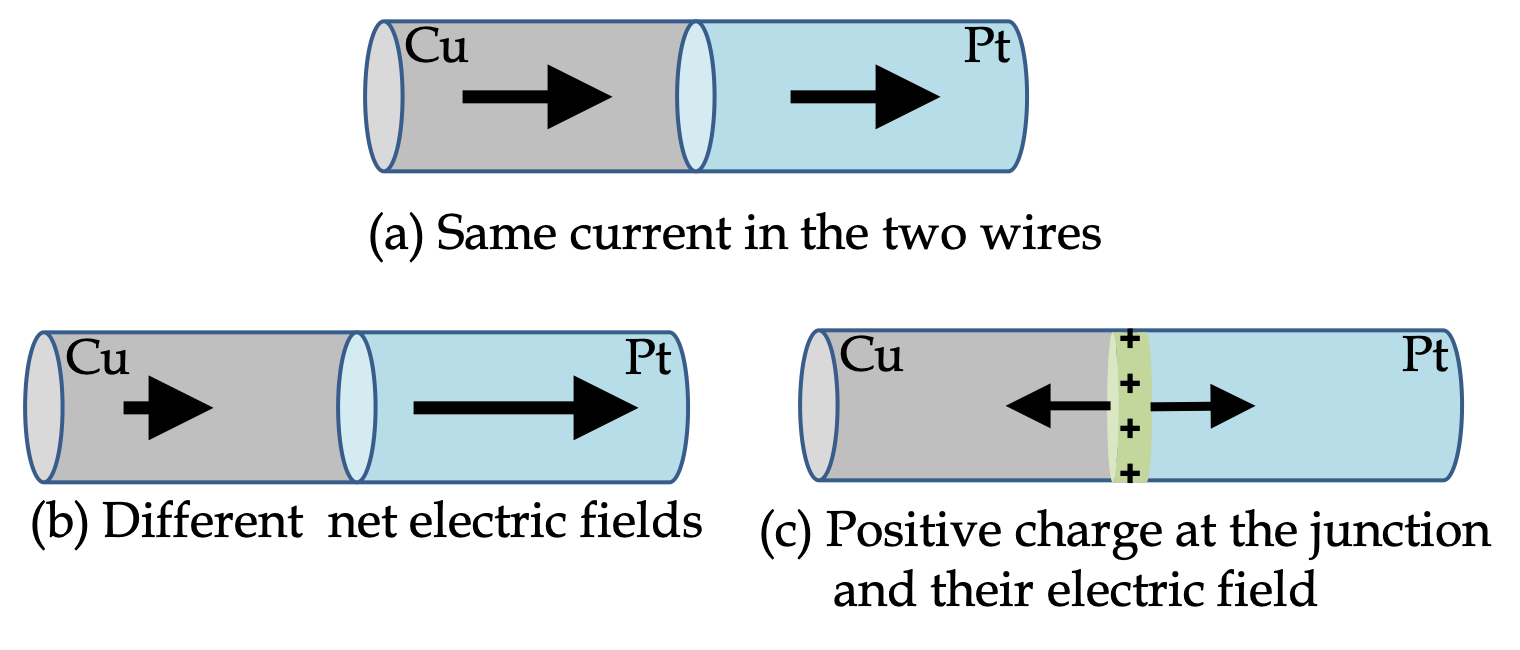 Cu Pt
(a) Same current in the two wires
Cu Pt
(b) Different net electric fields
Cu Pt
+
+
+
+
(c) Positive charge at the junction
and their electric field